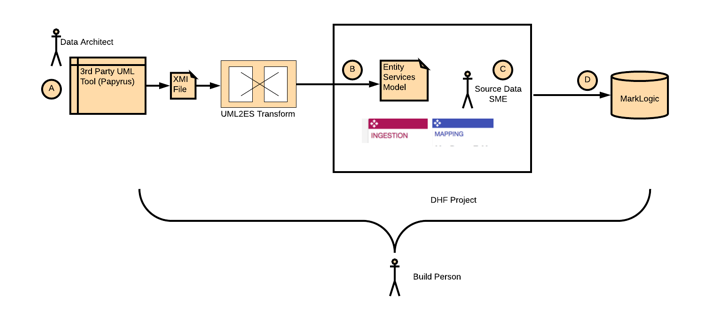 Data Architect
A
3rd Party UML
Tool (Papyrus)
XMI
File
UML2ES Transform
B
Entity
Services
Model
C
Source Data
SME
INGESTION
MAPPING
D
MarkLogic
DHF Project
Build Person